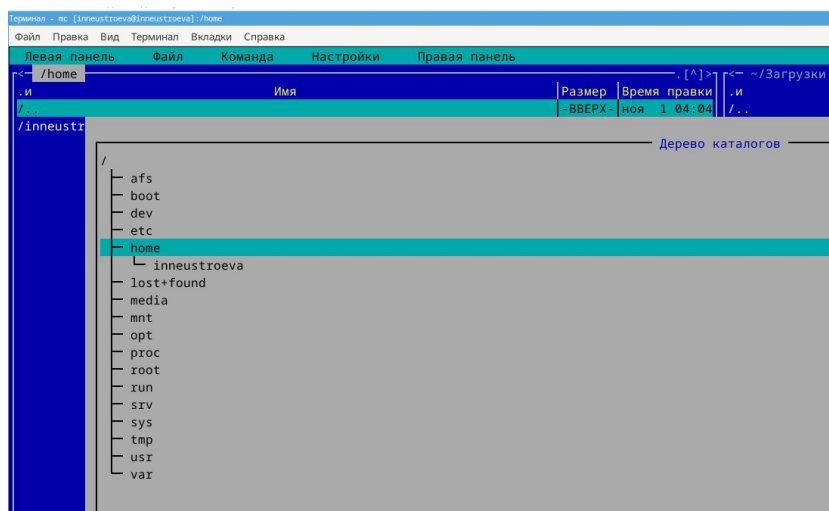 Терминал - mc [inneustroeva@inneustroeva]:/home
Файл Правка Вид Терминал Вкладки Справка
Левая панель Файл Команда Настройки Правая панель
<— /home .[^]> <— ~/Загрузки
.и Имя Размер Время правки .и
/.. -ВВЕРХ- ноя 1 04:04 /..
/inneustr
Дерево каталогов
/
afs
boot
dev
etc
home
inneustroeva
lost+found
media
mnt
opt
proc
root
run
srv
sys
tmp
usr
var